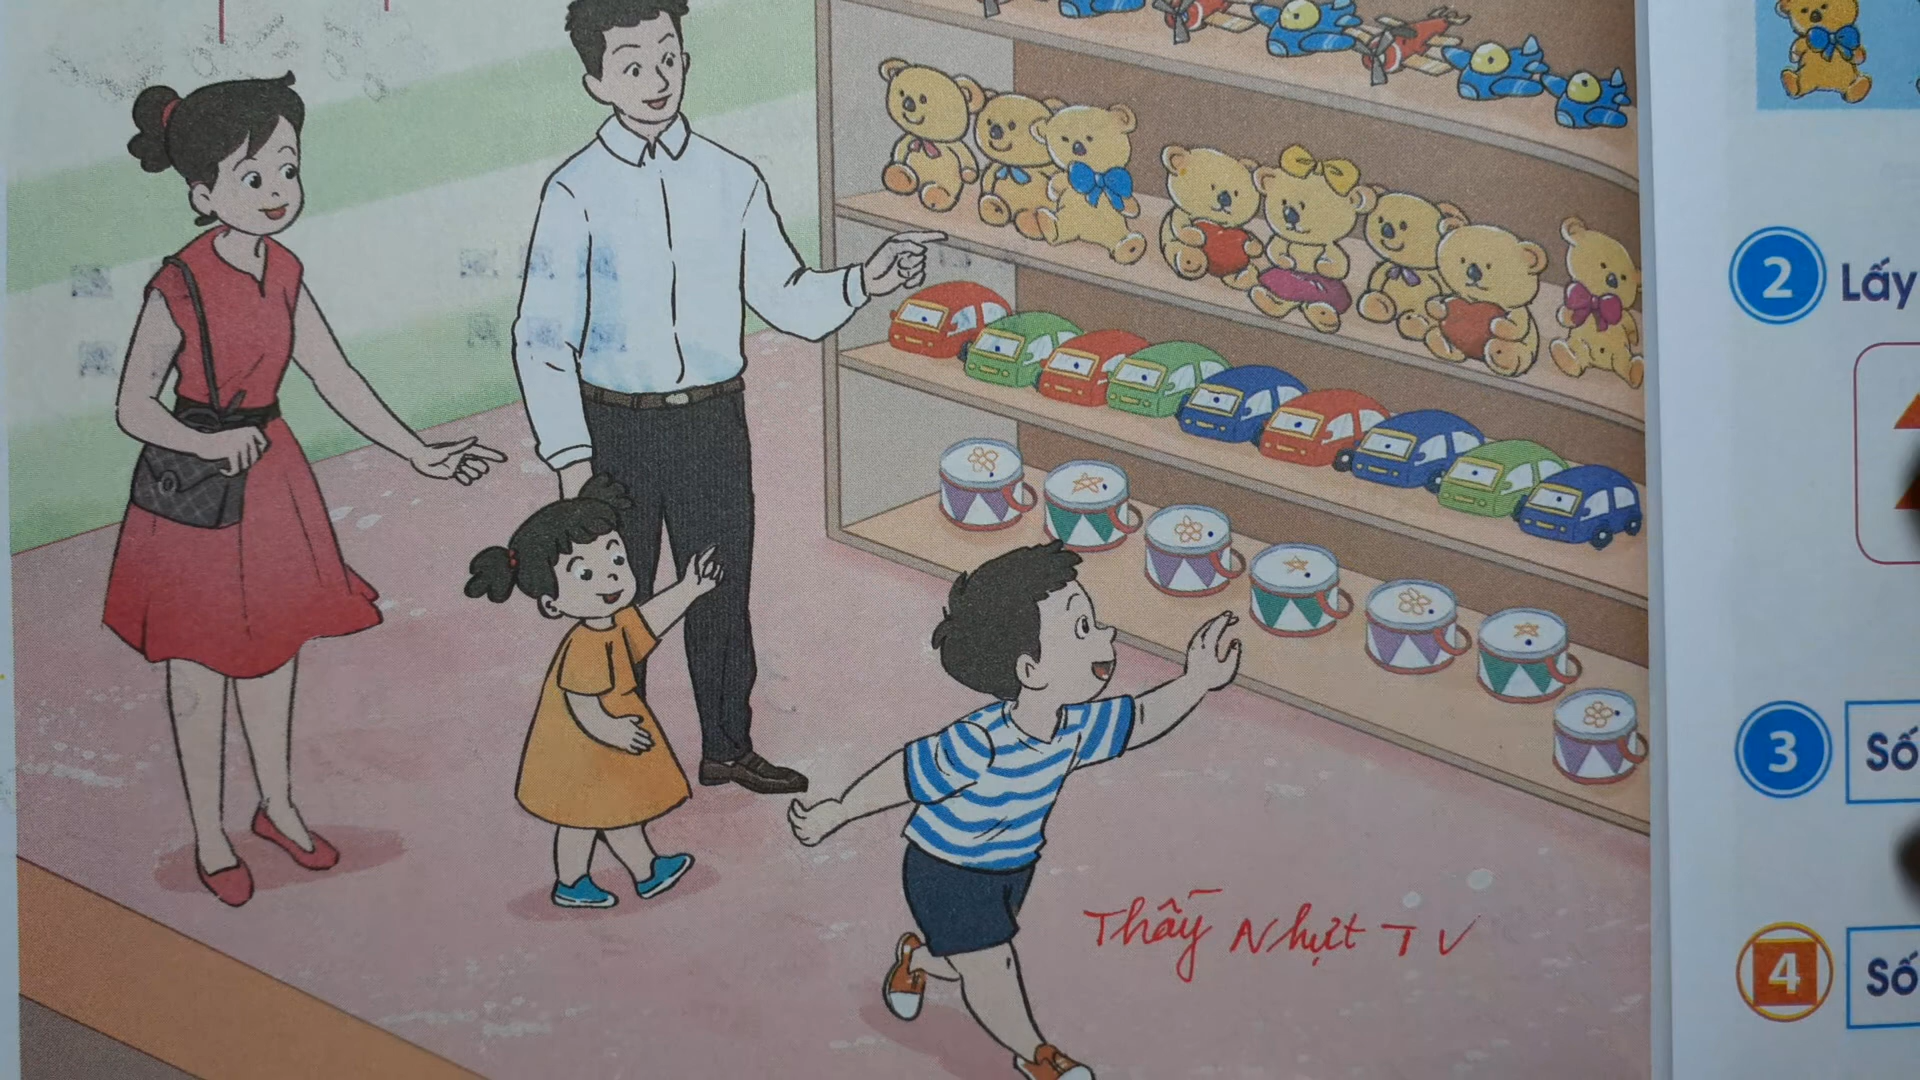 2 Lấy
3 Số
4 Số
Thầy Nhựt TV